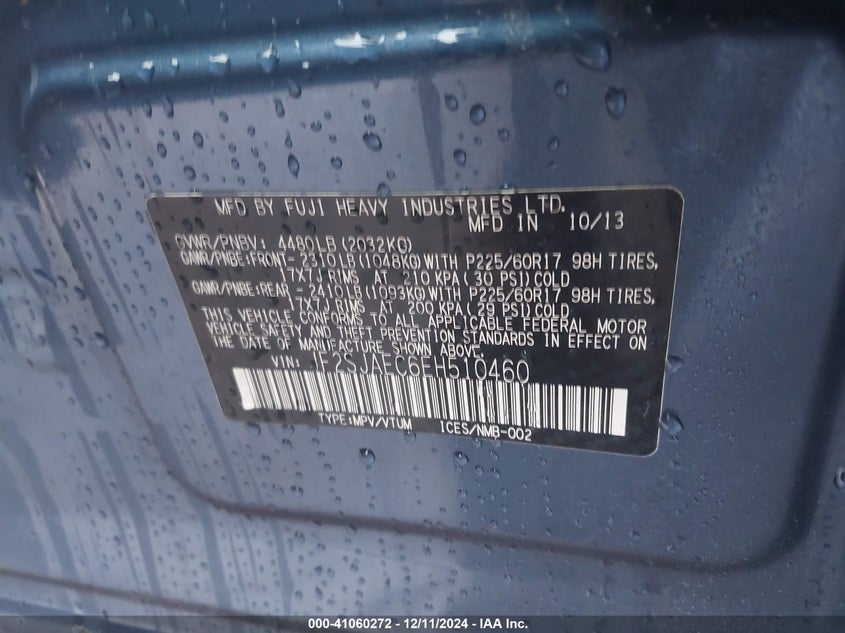 MFD BY FUJI HEAVY INDUSTRIES LTD.
MFD IN 10/13
GVWR/PNBV: 4480LB(2032KG)
GAWR/PNBE:FRONT- 2310LB(1048KG)WITH P225/60R17 98H TIRES,
17X7J RIMS AT 210 KPA(30 PSI)COLD
GAWR/PNBE:REAR -2410LB(1093KG)WITH P225/60R17 98H TIRES,
17X7J RIMS AT 200 KPA(29 PSI)COLD
THIS VEHICLE CONFORMS TO ALL APPLICABLE FEDERAL MOTOR
VEHICLE SAFETY AND THEFT PREVENTION STANDARDS IN EFFECT ON
THE DATE OF MANUFACTURE SHOWN ABOVE.
VIN: JF2SJAEC6EH510460
TYPE:MPV/VTUM ICES/NMB-002
000-41060272 - 12/11/2024 - IAA Inc.